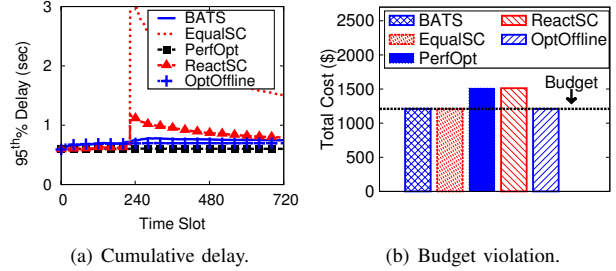 3
2
1
0
95th% Delay (sec)
BATS
EqualSC
PerfOpt
ReactSC
OptOffline
0
240
480
720
Time Slot
(a) Cumulative delay.
2500
2000
1500
1000
500
0
Total Cost ($)
BATS
EqualSC
PerfOpt
ReactSC
OptOffline
Budget
(b) Budget violation.